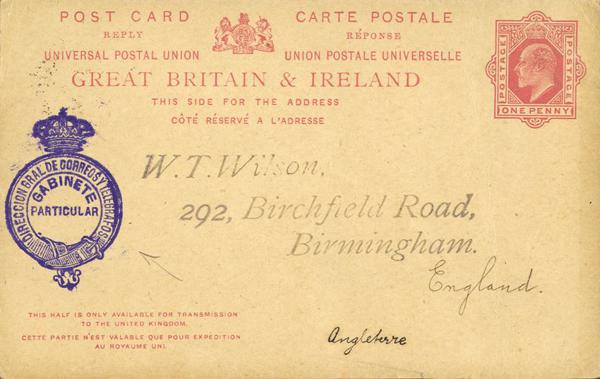 POST CARD CARTE POSTALE
REPLY RÉPONSE
UNIVERSAL POSTAL UNION UNION POSTALE UNIVERSELLE
GREAT BRITAIN & IRELAND
THIS SIDE FOR THE ADDRESS
CÔTÉ RÉSERVÉ A L'ADRESSE
POSTAGE
POSTAGE
ONE PENNY
DIRECCION GRAL DE CORREOS Y TELEGRAFOS
GABINETE
PARTICULAR
W. T. Wilson,
292, Birchfield Road,
Birmingham.
England.
THIS HALF IS ONLY AVAILABLE FOR TRANSMISSION
TO THE UNITED KINGDOM.
CETTE PARTIE N'EST VALABLE QUE POUR EXPEDITION
AU ROYAUME UNI.
Angleterre